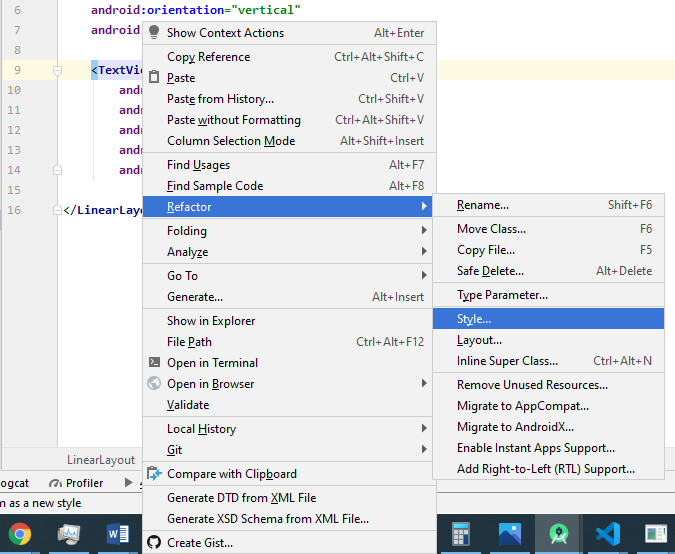 6 android:orientation="vertical"
7 android
8
9 <TextVie
10 andr
11 andr
12 andr
13 andr
14 andr
15
16 </LinearLayou
Show Context Actions Alt+Enter
Copy Reference Ctrl+Alt+Shift+C
Paste Ctrl+V
Paste from History... Ctrl+Shift+V
Paste without Formatting Ctrl+Alt+Shift+V
Column Selection Mode Alt+Shift+Insert
Find Usages Alt+F7
Find Sample Code Alt+F8
Refactor
Folding
Analyze
Go To
Generate... Alt+Insert
Show in Explorer
File Path Ctrl+Alt+F12
Open in Terminal
Open in Browser
Validate
Local History
Git
Compare with Clipboard
Generate DTD from XML File
Generate XSD Schema from XML File...
Create Gist...
Rename... Shift+F6
Move Class... F6
Copy File... F5
Safe Delete... Alt+Delete
Type Parameter...
Style...
Layout...
Inline Super Class... Ctrl+Alt+N
Remove Unused Resources...
Migrate to AppCompat...
Migrate to AndroidX...
Enable Instant Apps Support...
Add Right-to-Left (RTL) Support...
LinearLayout
ogcat Profiler
m as a new style